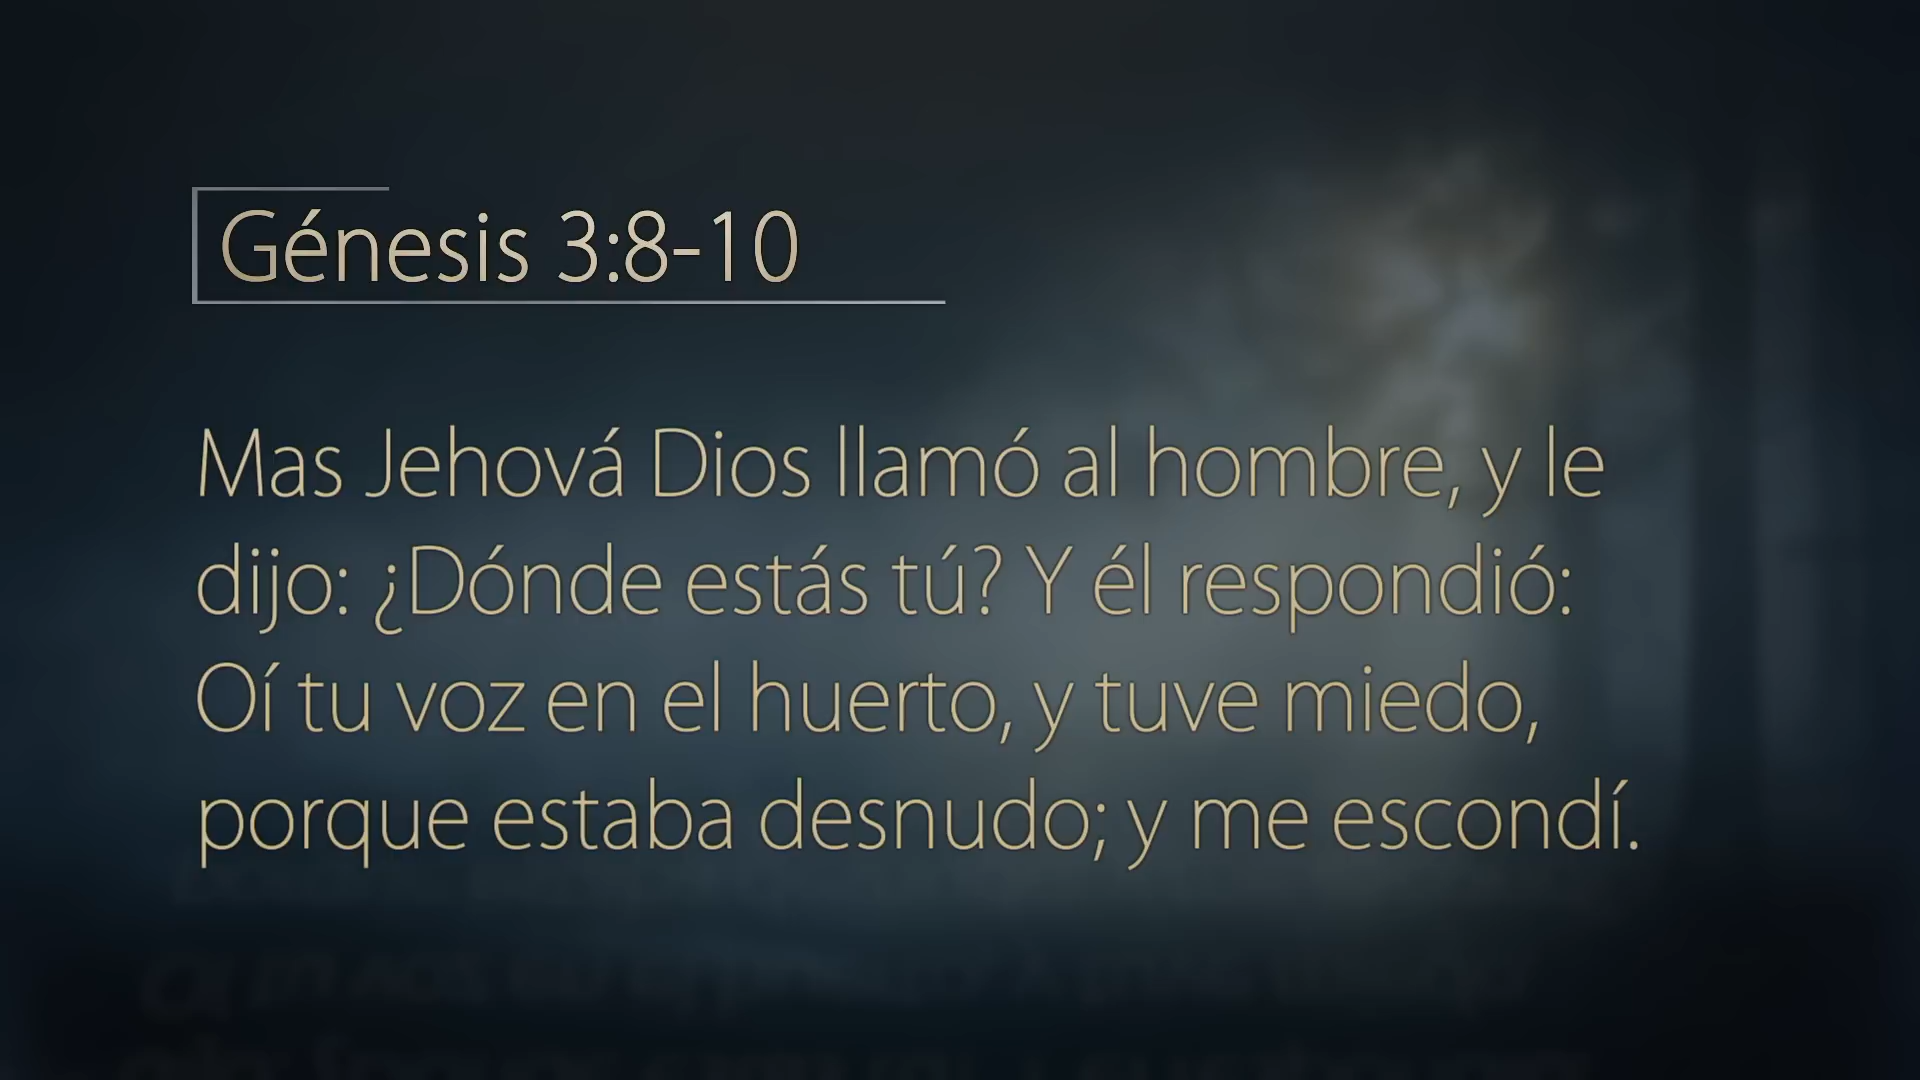 Génesis 3:8-10
Mas Jehová Dios llamó al hombre, y le
dijo: ¿Dónde estás tú? Y él respondió:
Oí tu voz en el huerto, y tuve miedo,
porque estaba desnudo; y me escondí.